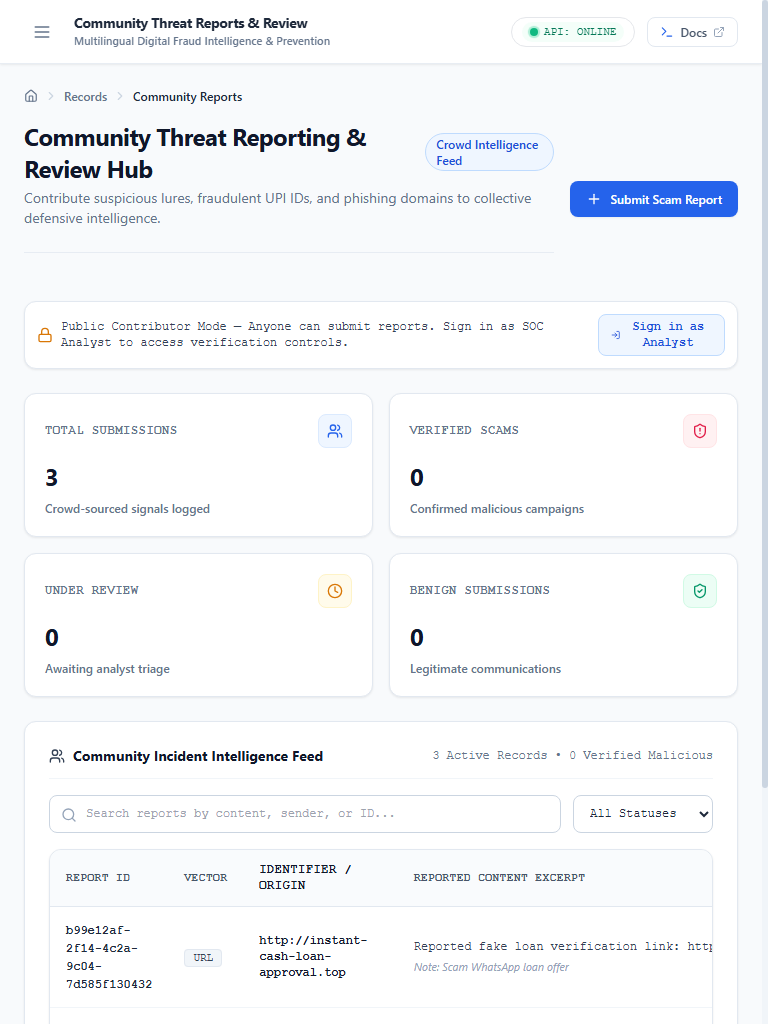 Community Threat Reports & Review
Multilingual Digital Fraud Intelligence & Prevention
API: ONLINE
Docs
Records
Community Reports
Community Threat Reporting &
Review Hub
Crowd Intelligence
Feed
Contribute suspicious lures, fraudulent UPI IDs, and phishing domains to collective
defensive intelligence.
Submit Scam Report
Public Contributor Mode — Anyone can submit reports. Sign in as SOC
Analyst to access verification controls.
Sign in as
Analyst
TOTAL SUBMISSIONS
3
Crowd-sourced signals logged
VERIFIED SCAMS
0
Confirmed malicious campaigns
UNDER REVIEW
0
Awaiting analyst triage
BENIGN SUBMISSIONS
0
Legitimate communications
Community Incident Intelligence Feed
3 Active Records • 0 Verified Malicious
Search reports by content, sender, or ID...
All Statuses
REPORT ID
VECTOR
IDENTIFIER /
ORIGIN
REPORTED CONTENT EXCERPT
b99e12af-
2f14-4c2a-
9c04-
7d585f130432
URL
http://instant-
cash-loan-
approval.top
Reported fake loan verification link: http
Note: Scam WhatsApp loan offer